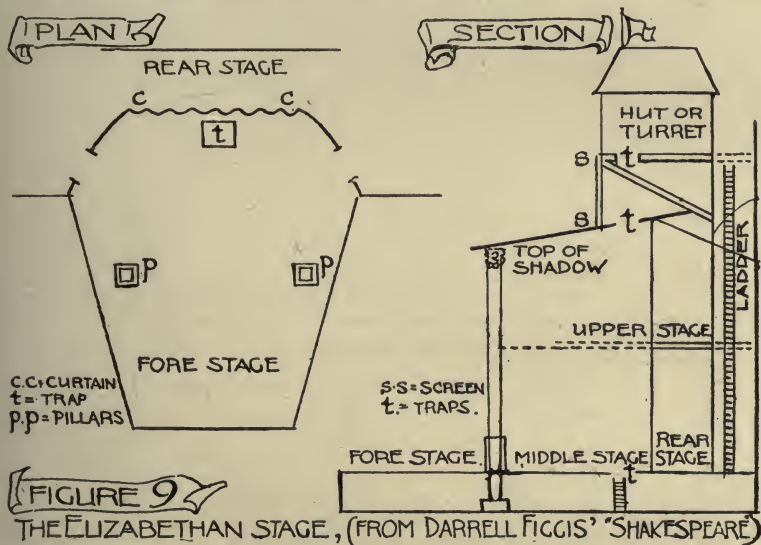 PLAN
REAR STAGE
C C
t
p p
FORE STAGE
C.C = CURTAIN
t = TRAP
P.P = PILLARS
SECTION
HUT OR
TURRET
S t
S t
LADDER
TOP OF
SHADOW
UPPER STAGE
S.S = SCREEN
t. = TRAPS.
FORE STAGE. MIDDLE STAGE REAR
STAGE
t
FIGURE 9
THE ELIZABETHAN STAGE, (FROM DARRELL FIGGIS' "SHAKESPEARE")